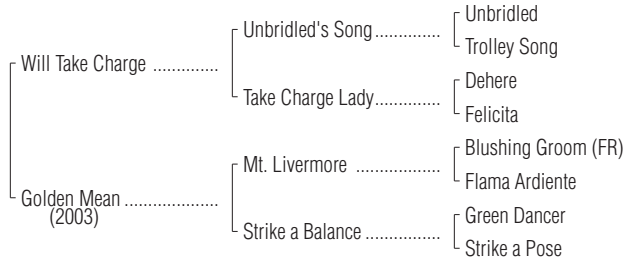 Unbridled
Unbridled's Song..............
Trolley Song
Will Take Charge ..............
Dehere
Take Charge Lady..............
Felicita
Blushing Groom (FR)
Mt. Livermore ..................
Flama Ardiente
Golden Mean ....................
(2003)
Green Dancer
Strike a Balance ................
Strike a Pose